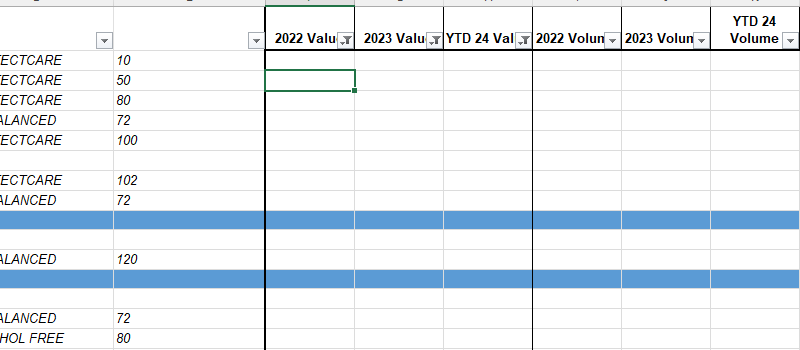 YTD 24
2022 Valu 2023 Valu YTD 24 Val 2022 Volun 2023 Volun Volume
ECTCARE 10
ECTCARE 50
ECTCARE 80
ALANCED 72
ECTCARE 100
ECTCARE 102
ALANCED 72
ALANCED 120
ALANCED 72
HOL FREE 80